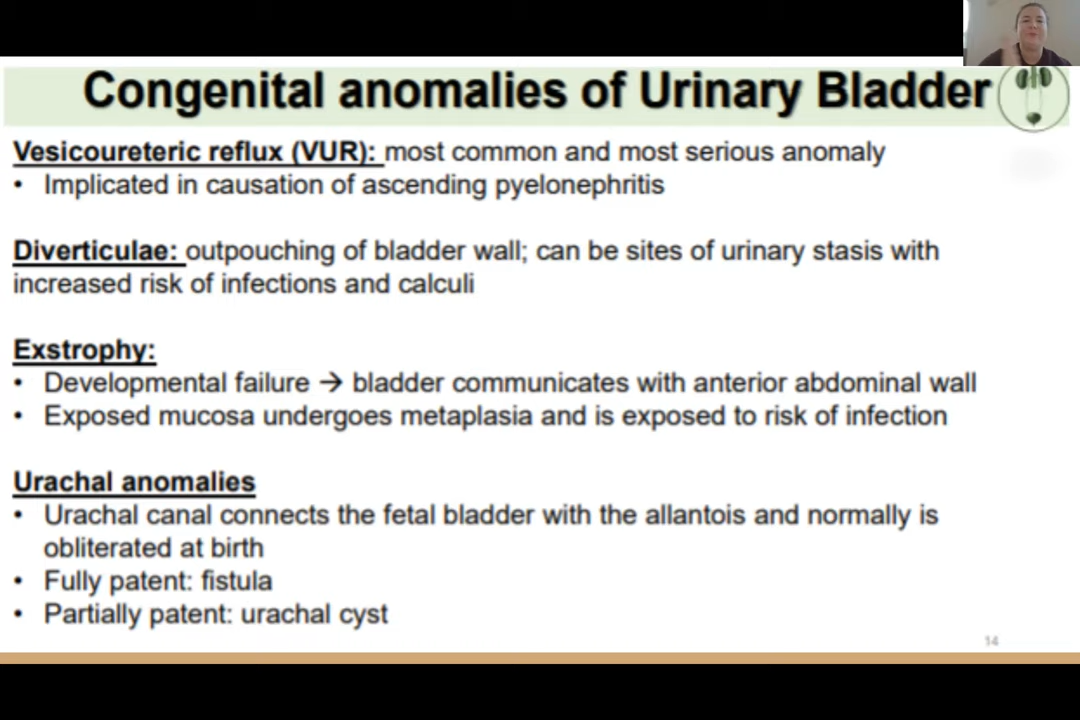 Congenital anomalies of Urinary Bladder
Vesicoureteric reflux (VUR): most common and most serious anomaly
• Implicated in causation of ascending pyelonephritis
Diverticulae: outpouching of bladder wall; can be sites of urinary stasis with
increased risk of infections and calculi
Exstrophy:
• Developmental failure → bladder communicates with anterior abdominal wall
• Exposed mucosa undergoes metaplasia and is exposed to risk of infection
Urachal anomalies
• Urachal canal connects the fetal bladder with the allantois and normally is
obliterated at birth
• Fully patent: fistula
• Partially patent: urachal cyst
14